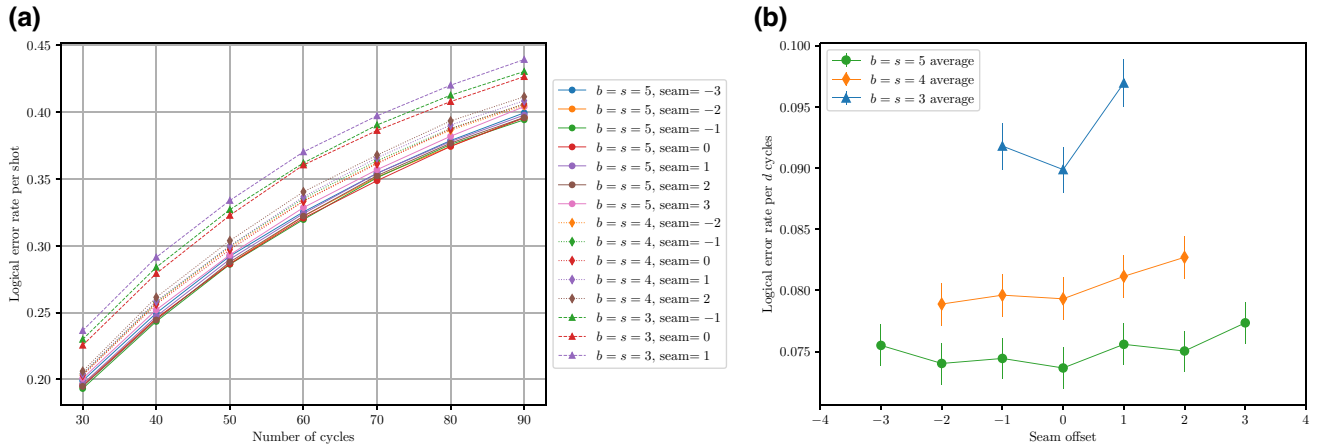 (a)
Logical error rate per shot
0.45
0.40
0.35
0.30
0.25
0.20
30 40 50 60 70 80 90
Number of cycles
b = s = 5, seam= −3
b = s = 5, seam= −2
b = s = 5, seam= −1
b = s = 5, seam= 0
b = s = 5, seam= 1
b = s = 5, seam= 2
b = s = 5, seam= 3
b = s = 4, seam= −2
b = s = 4, seam= −1
b = s = 4, seam= 0
b = s = 4, seam= 1
b = s = 4, seam= 2
b = s = 3, seam= −1
b = s = 3, seam= 0
b = s = 3, seam= 1
(b)
Logical error rate per d cycles
0.100
0.095
0.090
0.085
0.080
0.075
b = s = 5 average
b = s = 4 average
b = s = 3 average
−4 −3 −2 −1 0 1 2 3 4
Seam offset